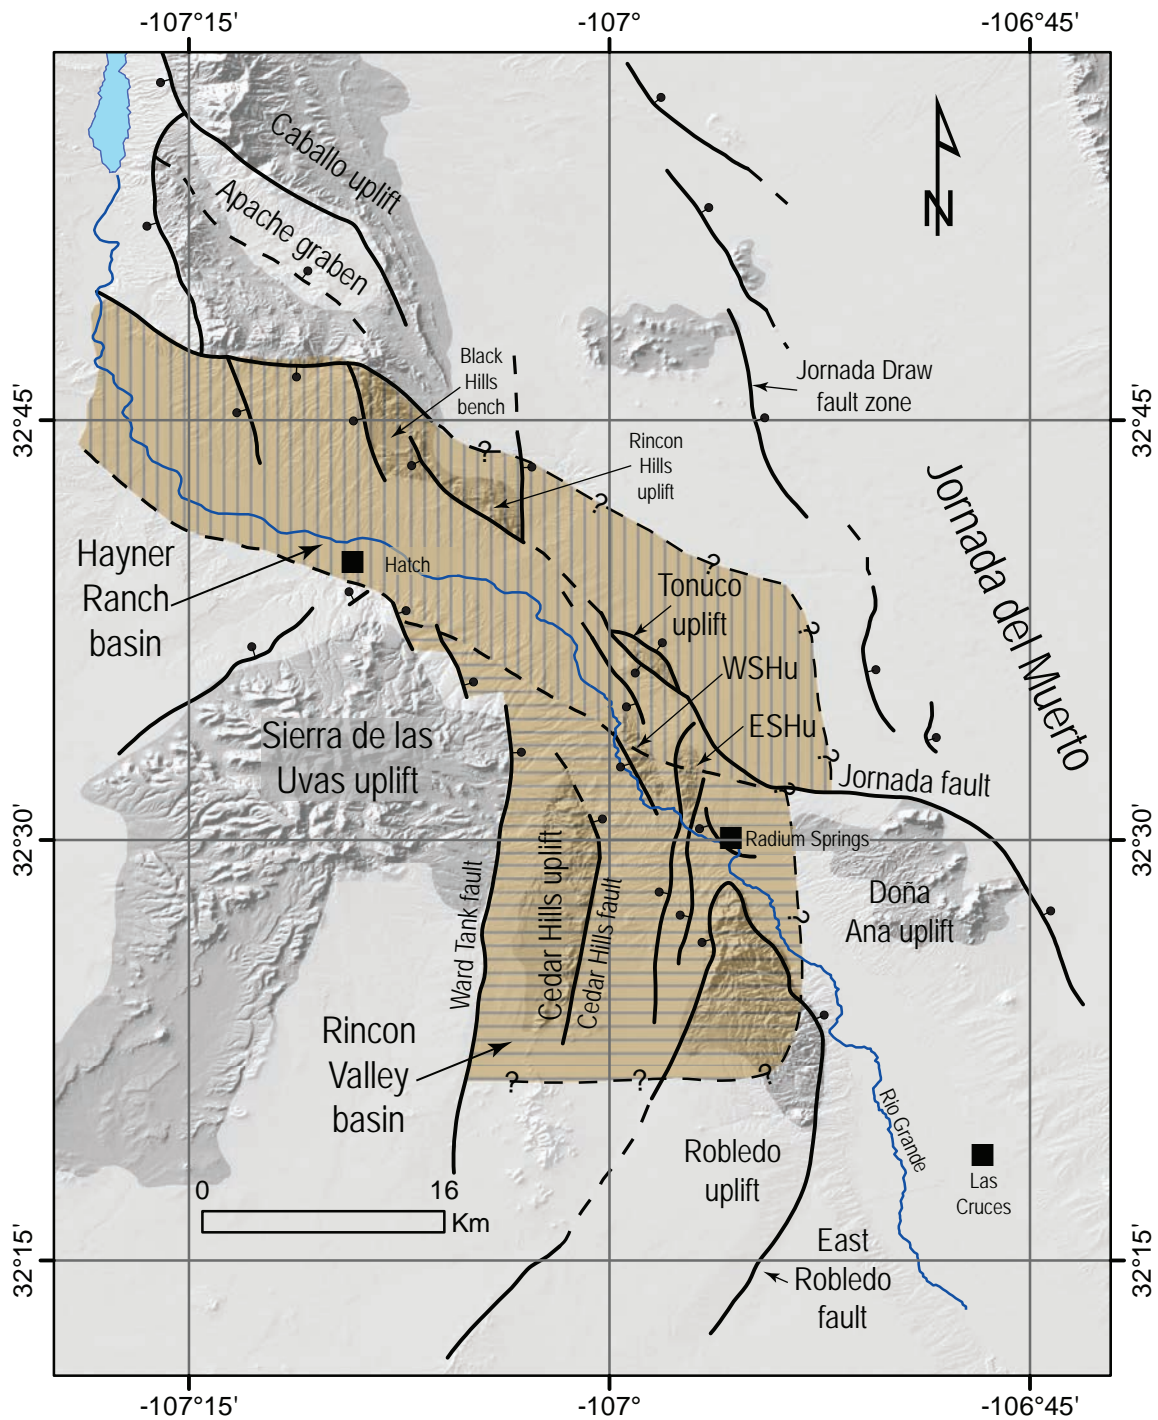 -107°15'
-107°
-106°45'
Caballo uplift
Apache graben
N
Black
Hills
bench
Jornada Draw
fault zone
32°45'
32°45'
?
Rincon
Hills
uplift
?
Jornada del Muerto
Hayner
Ranch
basin
Hatch
?
Tonuco
uplift
?
WSHu
ESHu
Sierra de las
Uvas uplift
?
Jornada fault
?
32°30'
32°30'
Radium Springs
Ward Tank fault
Cedar Hills uplift
Cedar Hills fault
Doña
Ana uplift
?
Rincon
Valley
basin
?
?
?
Rio Grande
Robledo
uplift
Las
Cruces
0
16
Km
East
Robledo
fault
32°15'
32°15'
-107°15'
-107°
-106°45'